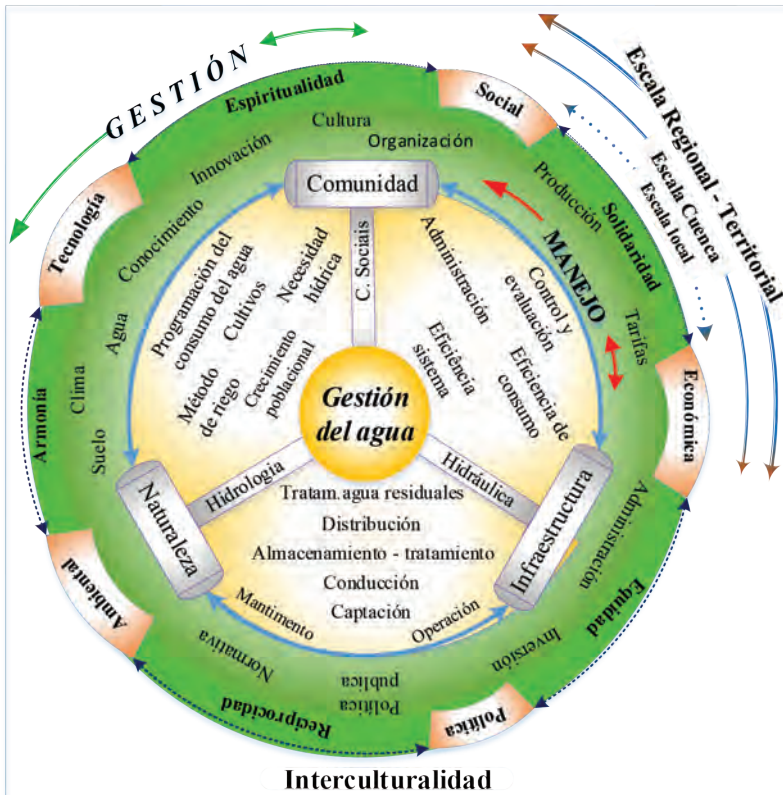 GESTIÓN
Espiritualidad
Social
Cultura
Organización
Innovación
Conocimiento
Tecnología
Escala Regional - Territorial
Escala Cuenca
Escala local
Producción
Solidaridad
Tarifas
Económica
Comunidad
C. Sociais
MANEJO
Programación del
consumo del agua
Cultivos
Necesidad
hídrica
Método
de riego
Crecimiento
poblacional
Administración
Control y
evaluación
Eficiência
sistema
Eficiencia de
consumo
Gestión
del agua
Agua
Clima
Suelo
Armonía
Hidrología
Hidráulica
Naturaleza
Infraestructura
Tratam. agua residuales
Distribución
Almacenamiento - tratamiento
Conducción
Captación
Mantimento
Operación
Ambiental
Normativa
Política
publica
Inversión
Administración
Equidad
Reciprocidad
Política
Interculturalidad